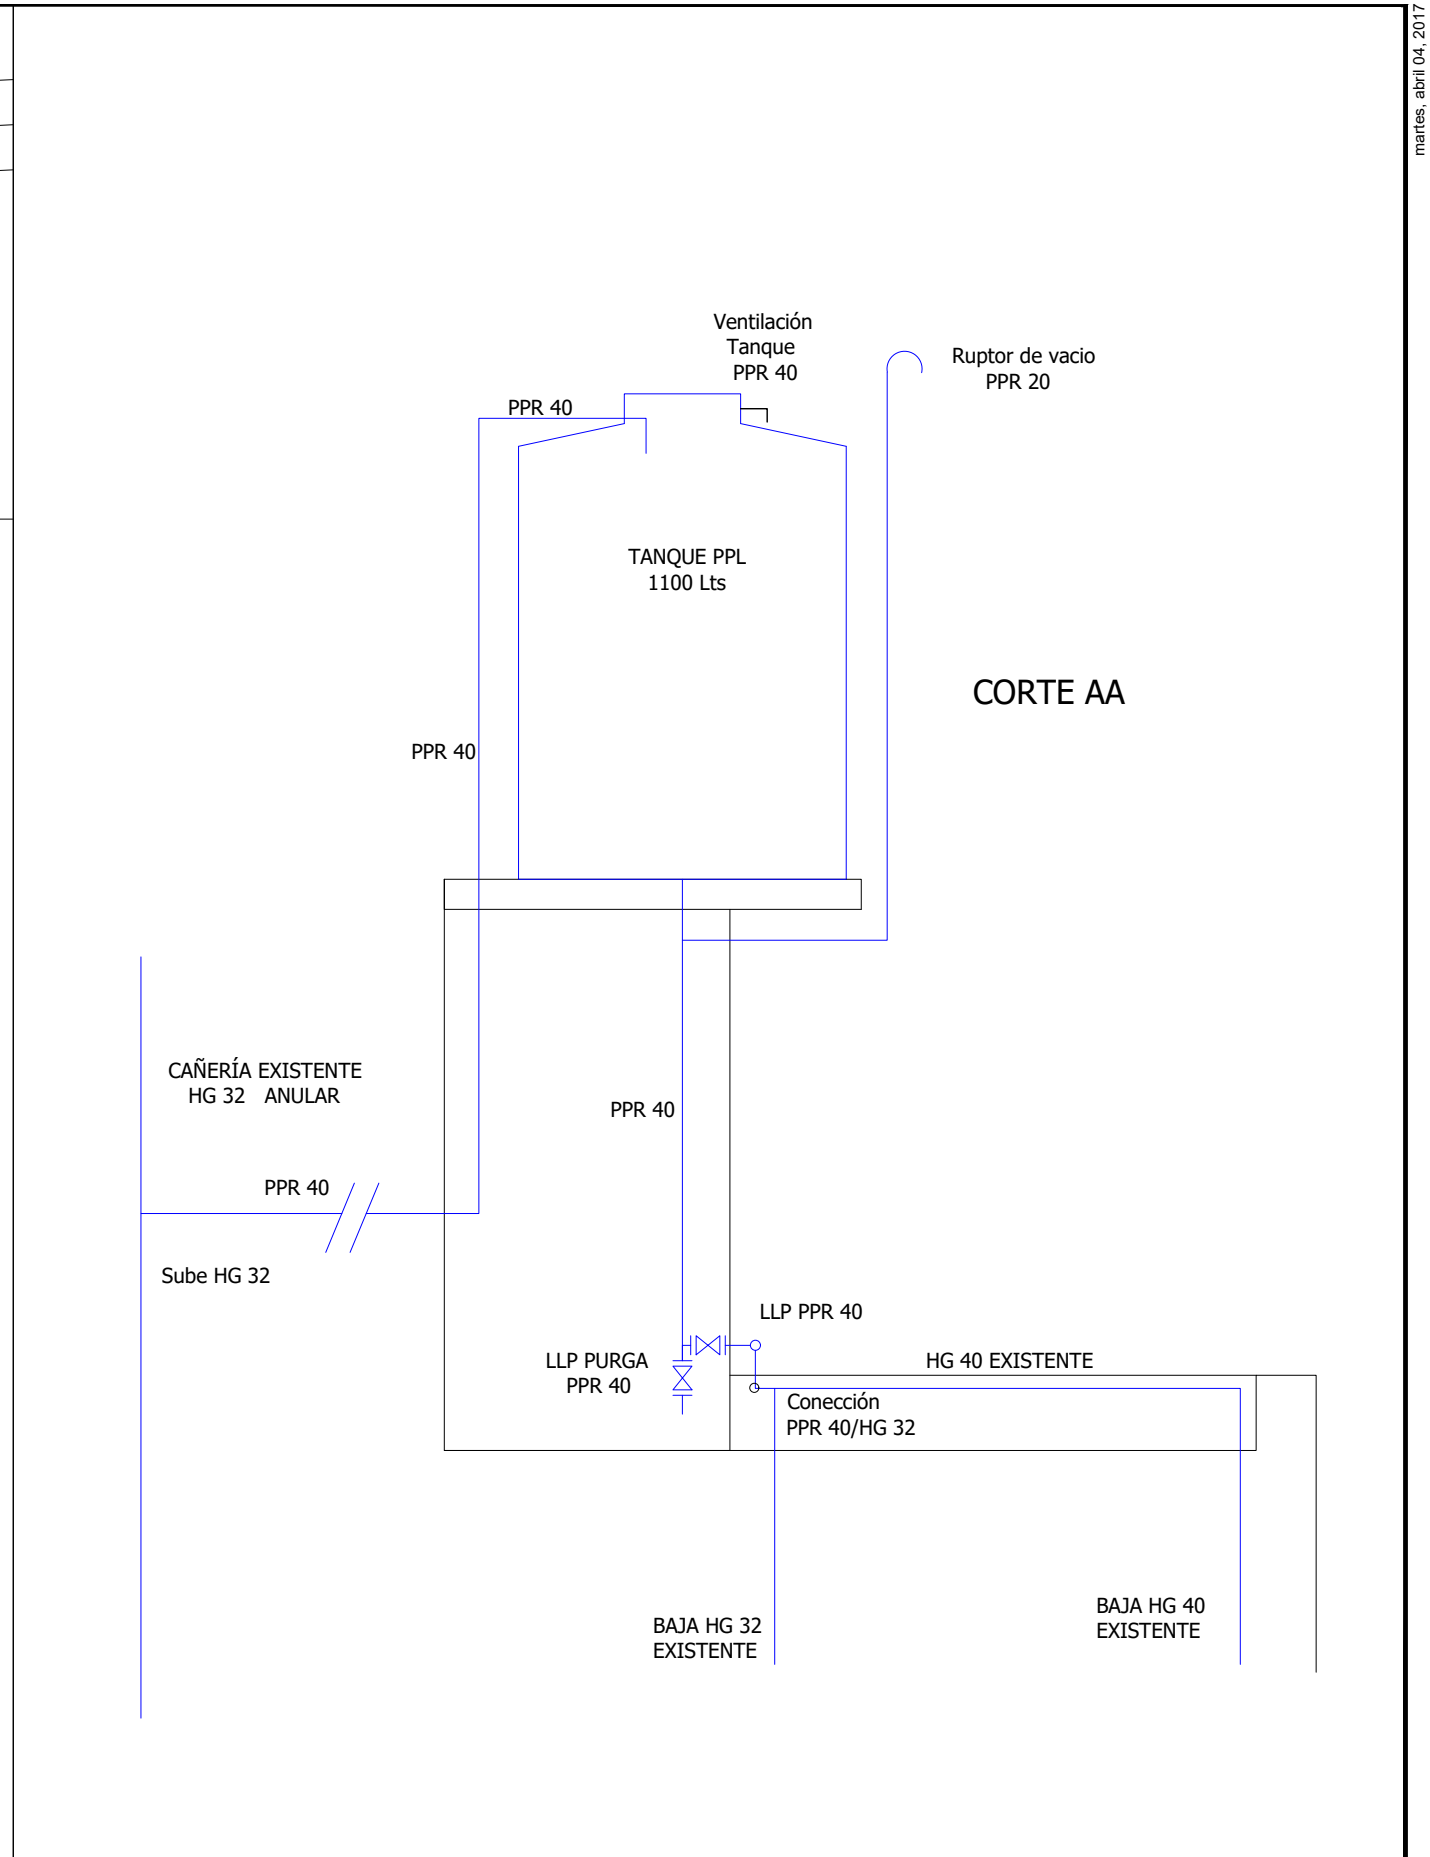 martes, abril 04, 2017
Ventilación
Tanque
PPR 40
Ruptor de vacio
PPR 20
PPR 40
TANQUE PPL
1100 Lts
CORTE AA
PPR 40
CAÑERÍA EXISTENTE
HG 32 ANULAR
PPR 40
PPR 40
Sube HG 32
LLP PPR 40
LLP PURGA
PPR 40
HG 40 EXISTENTE
Conección
PPR 40/HG 32
BAJA HG 32
EXISTENTE
BAJA HG 40
EXISTENTE